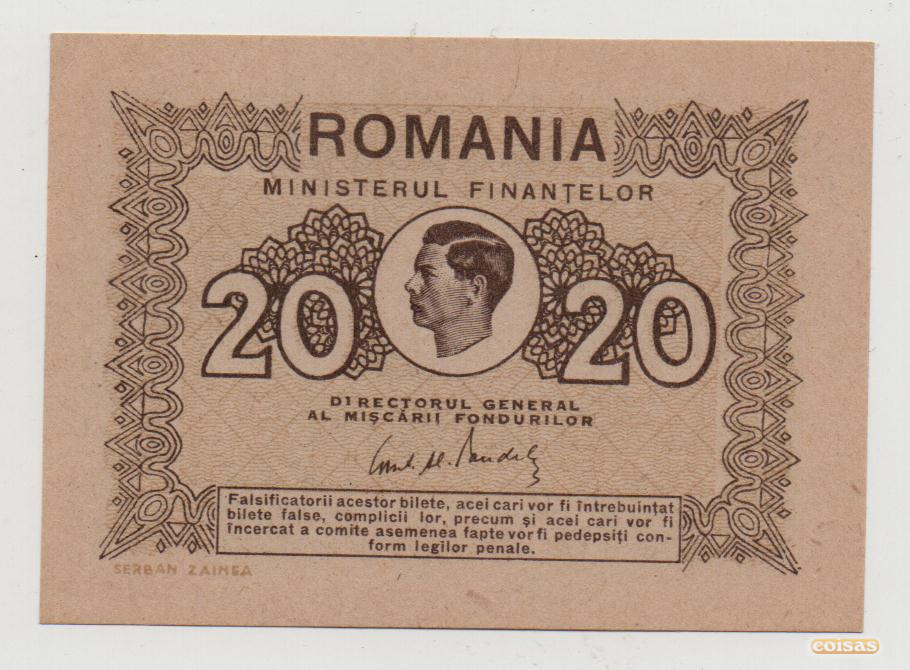 ROMANIA
MINISTERUL FINANȚELOR
20 20
DIRECTORUL GENERAL
AL MIȘCĂRII FONDURILOR
Falsificatorii acestor bilete, acei cari vor fi întrebuințat
bilete false, complicii lor, precum și acei cari vor fi
încercat a comite asemenea fapte vor fi pedepsiți con-
form legilor penale.
SERBAN ZAINEA
coisas